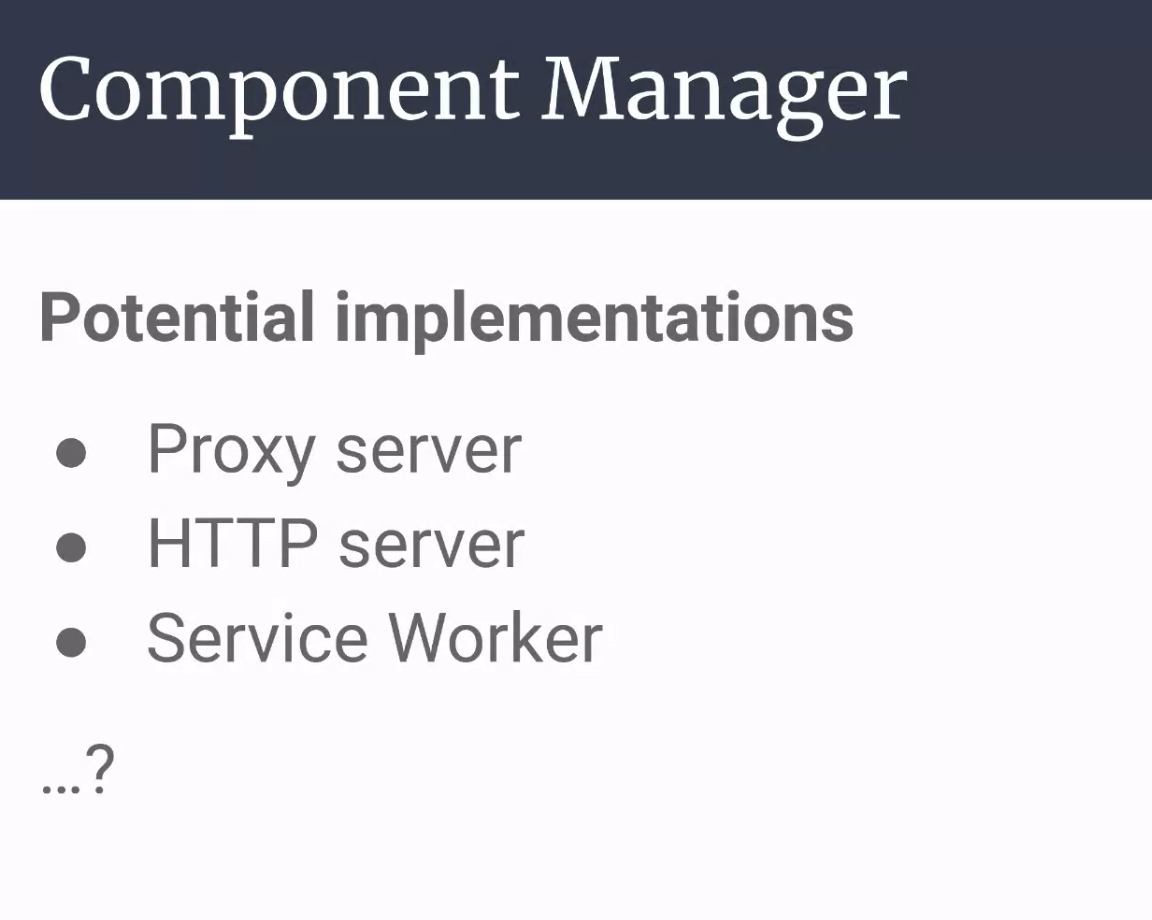 Component Manager
Potential implementations
● Proxy server
● HTTP server
● Service Worker
...?